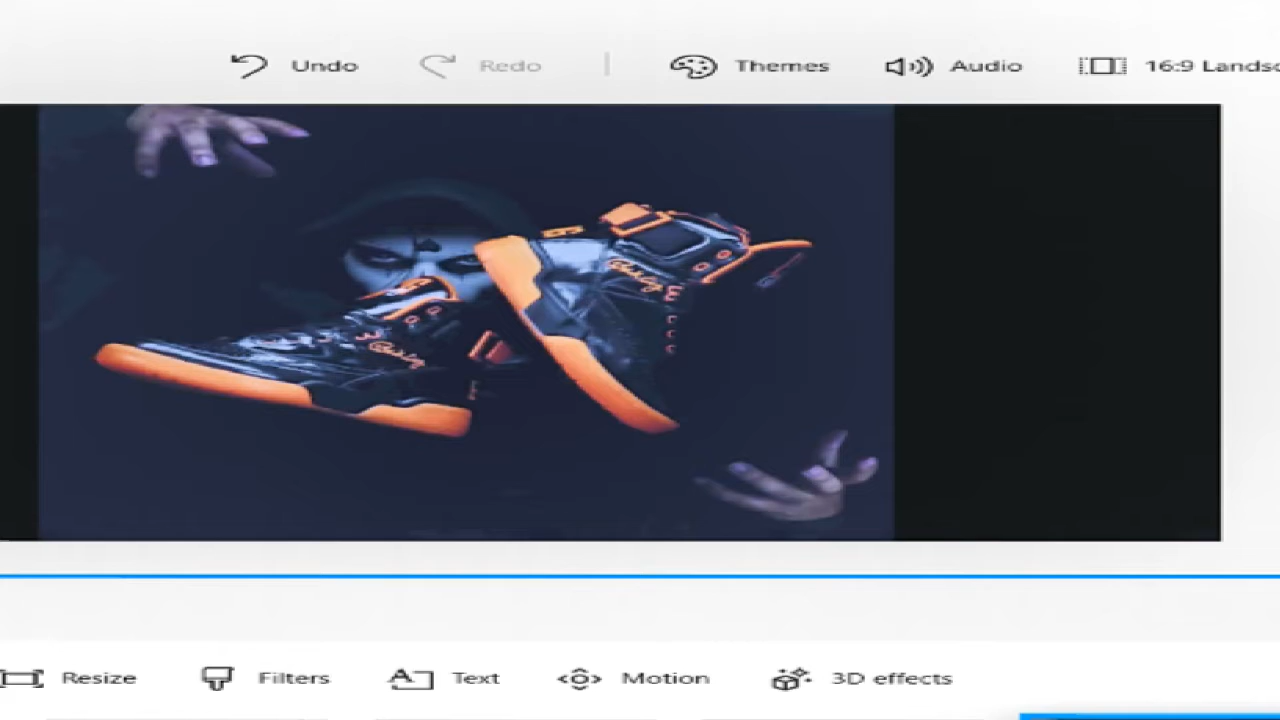 Undo Redo Themes Audio 16:9 Landsc
Resize Filters Text Motion 3D effects